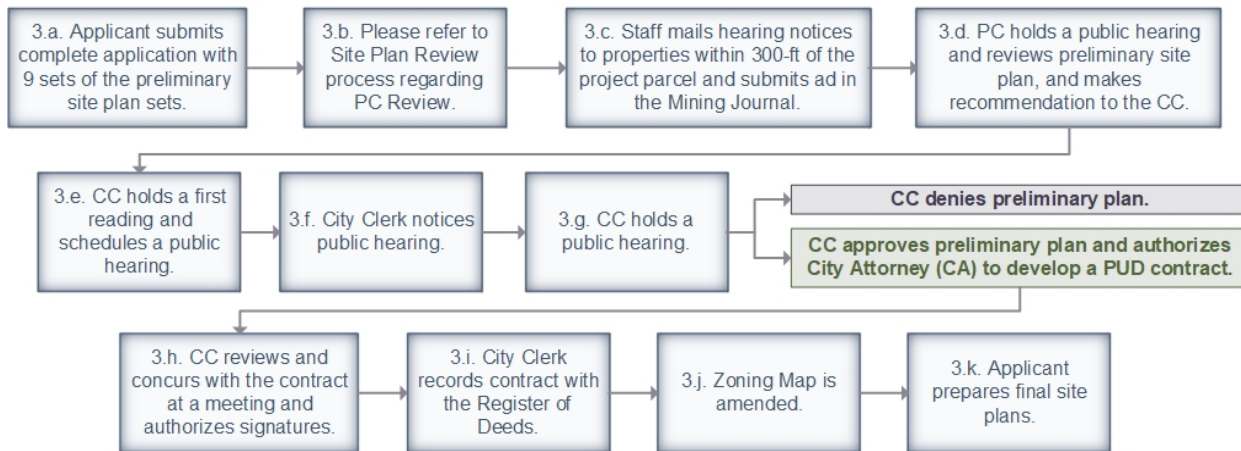 3.a. Applicant submits
complete application with
9 sets of the preliminary
site plan sets.
3.b. Please refer to
Site Plan Review
process regarding
PC Review.
3.c. Staff mails hearing notices
to properties within 300-ft of the
project parcel and submits ad in
the Mining Journal.
3.d. PC holds a public hearing
and reviews preliminary site
plan, and makes
recommendation to the CC.
3.e. CC holds a first
reading and
schedules a public
hearing.
3.f. City Clerk notices
public hearing.
3.g. CC holds a
public hearing.
CC denies preliminary plan.
CC approves preliminary plan and authorizes
City Attorney (CA) to develop a PUD contract.
3.h. CC reviews and
concurs with the contract
at a meeting and
authorizes signatures.
3.i. City Clerk
records contract with
the Register of
Deeds.
3.j. Zoning Map is
amended.
3.k. Applicant
prepares final site
plans.